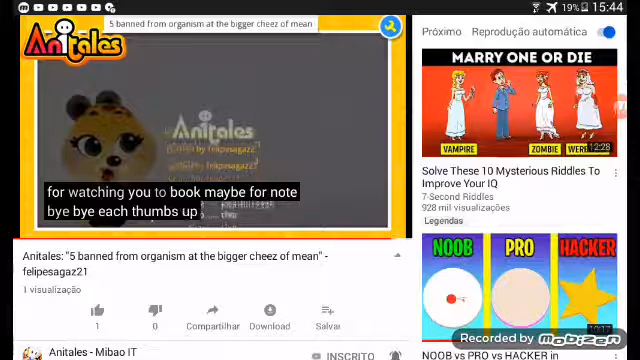 19% 15:44
5 banned from organism at the bigger cheez of mean
Anitales
Anitales
felipesagaz2
for watching you to book maybe for note
bye bye each thumbs up
Anitales: "5 banned from organism at the bigger cheez of mean" -
felipesagaz21
1 visualização
1
Compartilhar
Download
Salvar
Anitales - Mibao IT
INSCRITO
Próximo
Reprodução automática
MARRY ONE OR DIE
VAMPIRE
ZOMBIE
12:28
Solve These 10 Mysterious Riddles To
Improve Your IQ
7-Second Riddles
928 mil visualizações
Legendas
NOOB
PRO
HACKER
10:17
Recorded by mobizen
NOOB vs PRO vs HACKER in